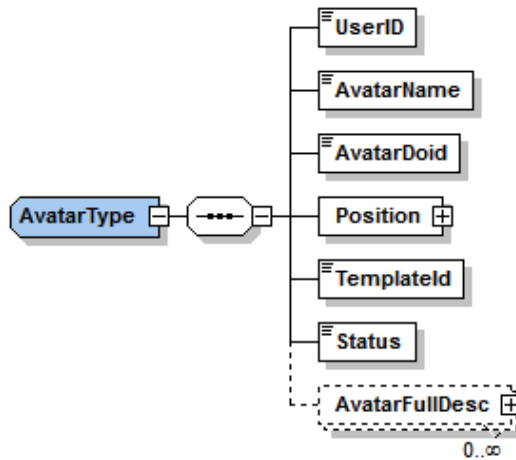 UserID
AvatarName
AvatarDoid
AvatarType
Position
TemplateId
Status
AvatarFullDesc
0..∞